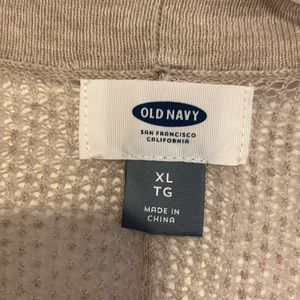 OLD NAVY
SAN FRANCISCO
CALIFORNIA
XL
TG
MADE IN
CHINA